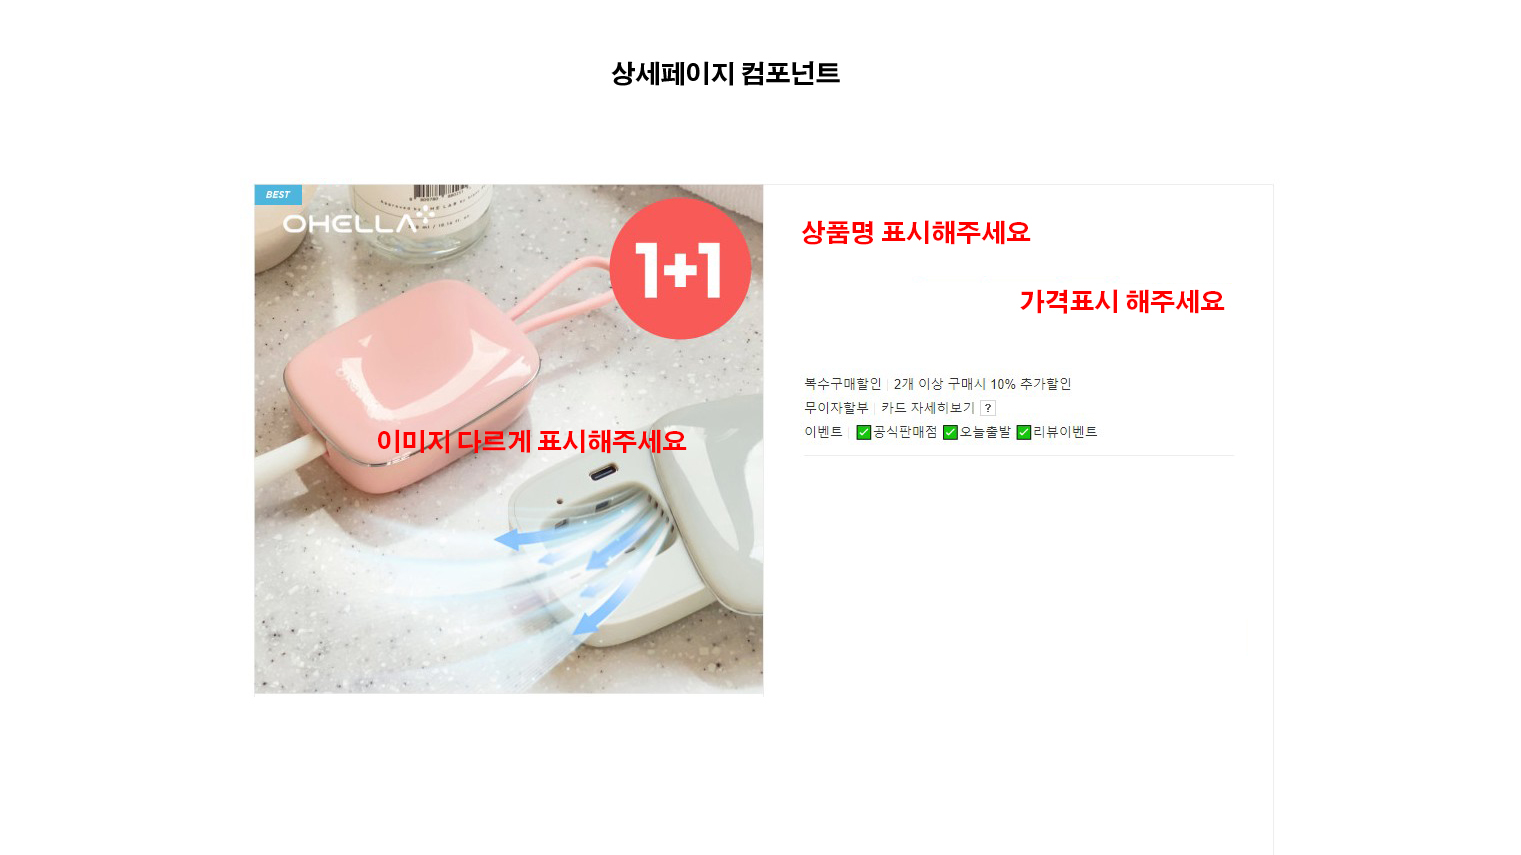 상세페이지 컴포넌트
BEST
OHELLA
1+1
상품명 표시해주세요
가격표시 해주세요
복수구매할인 2개 이상 구매시 10% 추가할인
무이자할부 카드 자세히보기 ?
이벤트 ✅공식판매점 ✅오늘출발 ✅리뷰이벤트
이미지 다르게 표시해주세요